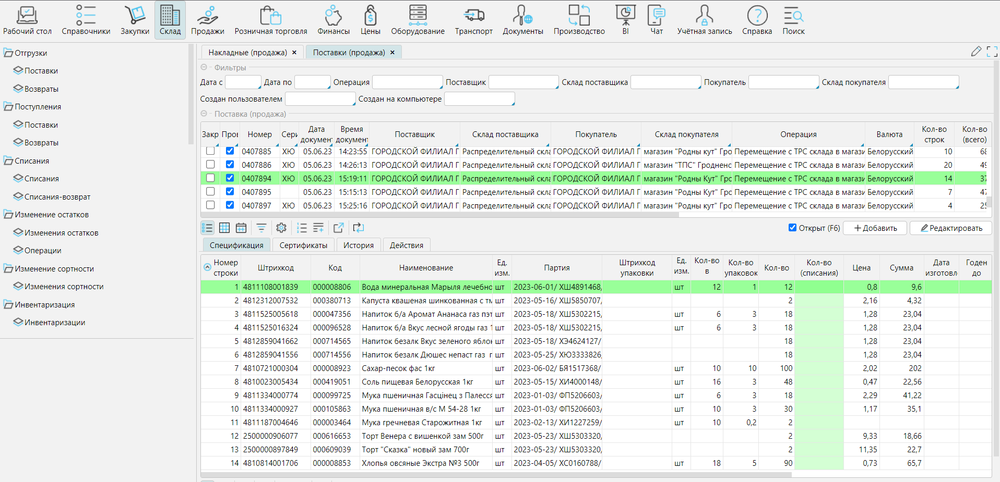 Рабочий стол Справочники Закупки Склад Продажи Розничная торговля Финансы Цены Оборудование Транспорт Документы Производство BI Чат Учётная запись Справка Поиск
Отгрузки
Поставки
Возвраты
Поступления
Поставки
Возвраты
Списания
Списания
Списания-возврат
Изменение остатков
Изменения остатков
Операции
Изменение сортности
Изменения сортности
Инвентаризация
Инвентаризации
Накладные (продажа) × Поставки (продажа) ×
Фильтры
Дата с Дата по Операция Поставщик Склад поставщика Покупатель Склад покупателя
Создан пользователем Создан на компьютере
Поставка (продажа)
Закр Пров Номер Сери Дата документ Время документ Поставщик Склад поставщика Покупатель Склад покупателя Операция Валюта Кол-во строк Кол-во (всего)
0407885 ХЮ 05.06.23 14:23:55 ГОРОДСКОЙ ФИЛИАЛ Г Распределительный скла ГОРОДСКОЙ ФИЛИАЛ Г магазин "Родны кут" Гро Перемещение с ТРС склада в магази Белорусский 10 68
0407886 ХЮ 05.06.23 14:26:13 ГОРОДСКОЙ ФИЛИАЛ Г Распределительный скла ГОРОДСКОЙ ФИЛИАЛ Г магазин "ТПС" Гродненс Перемещение с ТРС склада в магази Белорусский 20 49
0407894 ХЮ 05.06.23 15:19:11 ГОРОДСКОЙ ФИЛИАЛ Г Распределительный скла ГОРОДСКОЙ ФИЛИАЛ Г магазин "Родны Кут" Гро Перемещение с ТРС склада в магази Белорусский 14 37
0407895 05.06.23 15:15:13 ГОРОДСКОЙ ФИЛИАЛ Г Распределительный скла ГОРОДСКОЙ ФИЛИАЛ Г магазин "Родны Кут" Гро Перемещение с ТРС склада в магази Белорусский 7 47
0407897 ХЮ 05.06.23 15:25:16 ГОРОДСКОЙ ФИЛИАЛ Г Распределительный скла ГОРОДСКОЙ ФИЛИАЛ Г магазин "Родны кут" Гро Перемещение с ТРС склада в магази Белорусский 4 25
Открыт (F6) + Добавить Редактировать
Спецификация Сертификаты История Действия
Номер строки Штрихкод Код Наименование Ед. изм. Партия Штрихкод упаковки Ед. изм. Кол-во в Кол-во упаковок Кол-во Кол-во (списания) Цена Сумма Дата изготовл Годен до
1 4811108001839 000008806 Вода минеральная Марыля лечебно шт 2023-06-01/ ХШ4891468, шт 12 1 12 0,8 9,6
2 4812312007532 000380713 Капуста квашеная шинкованная с тм шт 2023-05-16/ ХШ5850707, 2 2,16 4,32
3 4811525005618 000047356 Напиток б/а Аромат Ананаса газ пэт шт 2023-05-18/ ХШ5302215, шт 6 3 18 1,28 23,04
4 4811525016324 000096528 Напиток б/а Вкус лесной ягоды газ 1 шт 2023-05-18/ ХШ5302215, шт 6 3 18 1,28 23,04
5 4812859041662 000714565 Напиток безалк Вкус зеленого яблок шт 2023-05-18/ ХЭ4624127/ 18 1,28 23,04
6 4812859041556 000714556 Напиток безалк Дюшес непаст газ п шт 2023-05-25/ ХЮ3333826, 18 1,28 23,04
7 4810721000304 000008923 Сахар-песок фас 1кг шт 2023-06-02/ БЯ1517368/ шт 10 10 100 2,02 202
8 4810023005434 000419051 Соль пищевая Белорусская 1кг шт 2023-05-15/ ХИ4000148/ шт 16 3 48 0,47 22,56
9 4811334000774 000099725 Мука пшеничная Гасцінец з Палесся шт 2023-01-03/ ФП5206603/ шт 6 3 18 2,29 41,22
10 4811334000927 000105863 Мука пшеничная в/с М 54-28 1кг шт 2023-01-03/ ФП5206603/ шт 10 3 30 1,17 35,1
11 4811187004646 000003464 Мука гречневая Старожитная 1кг шт 2023-02-13/ ХИ1227259/ шт 10 0,2 2
12 2500000906077 000616653 Торт Венера с вишенкой зам 500г шт 2023-05-23/ ХШ5303320, 2 9,33 18,66
13 2500000897849 000609039 Торт "Сказка" новый зам 700г шт 2023-05-23/ ХШ5303320, 2 11,35 22,7
14 4810814001706 000008853 Хлопья овсяные Экстра №3 500г шт 2023-04-05/ ХС0160788/ шт 18 5 90 0,73 65,7